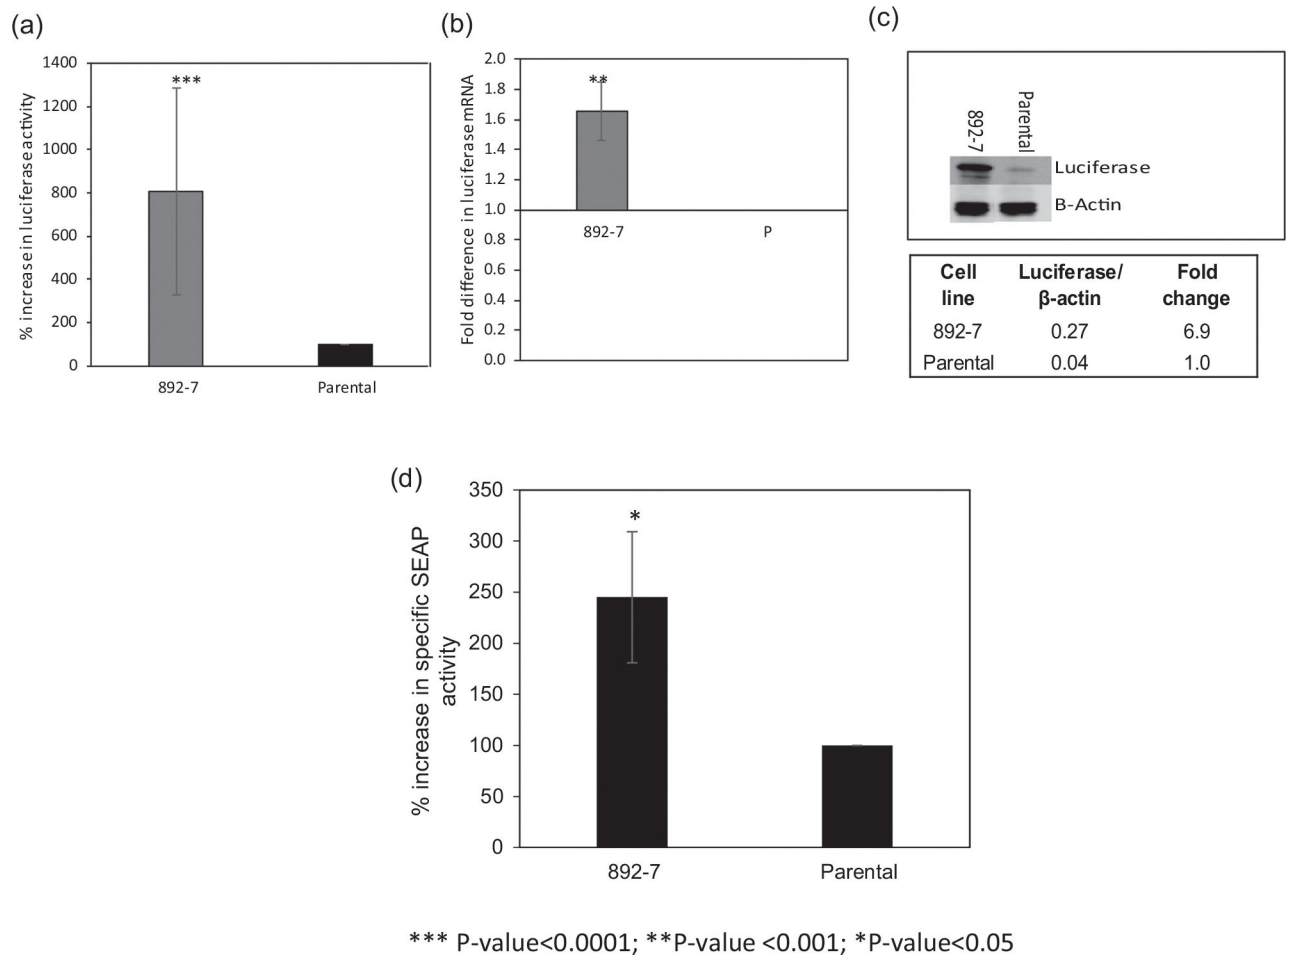 (a)
% increase in luciferase activity
1400
1200
1000
800
600
400
200
0
***
892-7
Parental
(b)
Fold difference in luciferase mRNA
2.0
1.8
1.6
1.4
1.2
1.0
0.8
0.6
0.4
0.2
0.0
**
892-7
P
(c)
892-7
Parental
Luciferase
B-Actin
Cell line
Luciferase/ β-actin
Fold change
892-7 0.27 6.9
Parental 0.04 1.0
(d)
% increase in specific SEAP
activity
350
300
250
200
150
100
50
0
*
892-7
Parental
*** P-value<0.0001; **P-value <0.001; *P-value<0.05